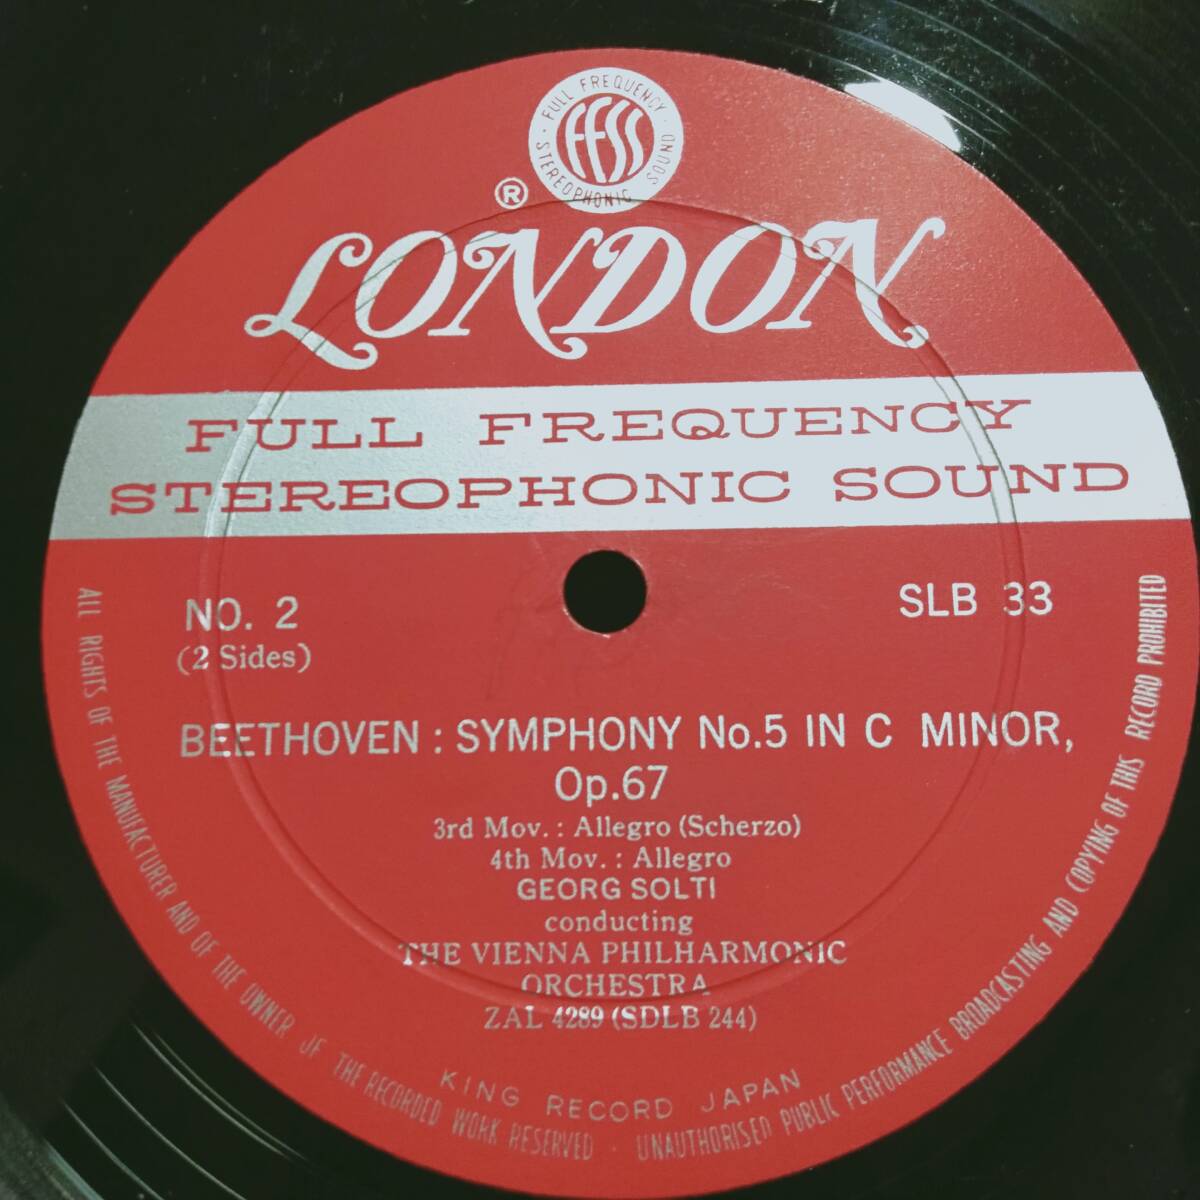 FULL FREQUENCY · STEREOPHONIC SOUND ·
FFSS
®
LONDON
FULL FREQUENCY
STEREOPHONIC SOUND
NO. 2
(2 Sides)
SLB 33
BEETHOVEN : SYMPHONY No.5 IN C MINOR,
Op.67
3rd Mov. : Allegro (Scherzo)
4th Mov. : Allegro
GEORG SOLTI
conducting
THE VIENNA PHILHARMONIC
ORCHESTRA
ZAL 4289 (SDLB 244)
KING RECORD JAPAN
ALL RIGHTS OF THE MANUFACTURER AND OF THE OWNER OF THE RECORDED WORK RESERVED · UNAUTHORISED PUBLIC PERFORMANCE BROADCASTING AND COPYING OF THIS RECORD PROHIBITED